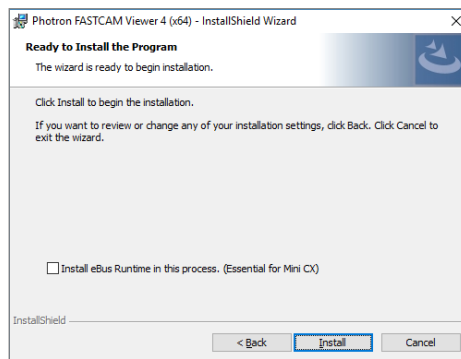 Photron FASTCAM Viewer 4 (x64) - InstallShield Wizard
Ready to Install the Program
The wizard is ready to begin installation.
Click Install to begin the installation.
If you want to review or change any of your installation settings, click Back. Click Cancel to
exit the wizard.
Install eBus Runtime in this process. (Essential for Mini CX)
InstallShield
< Back
Install
Cancel